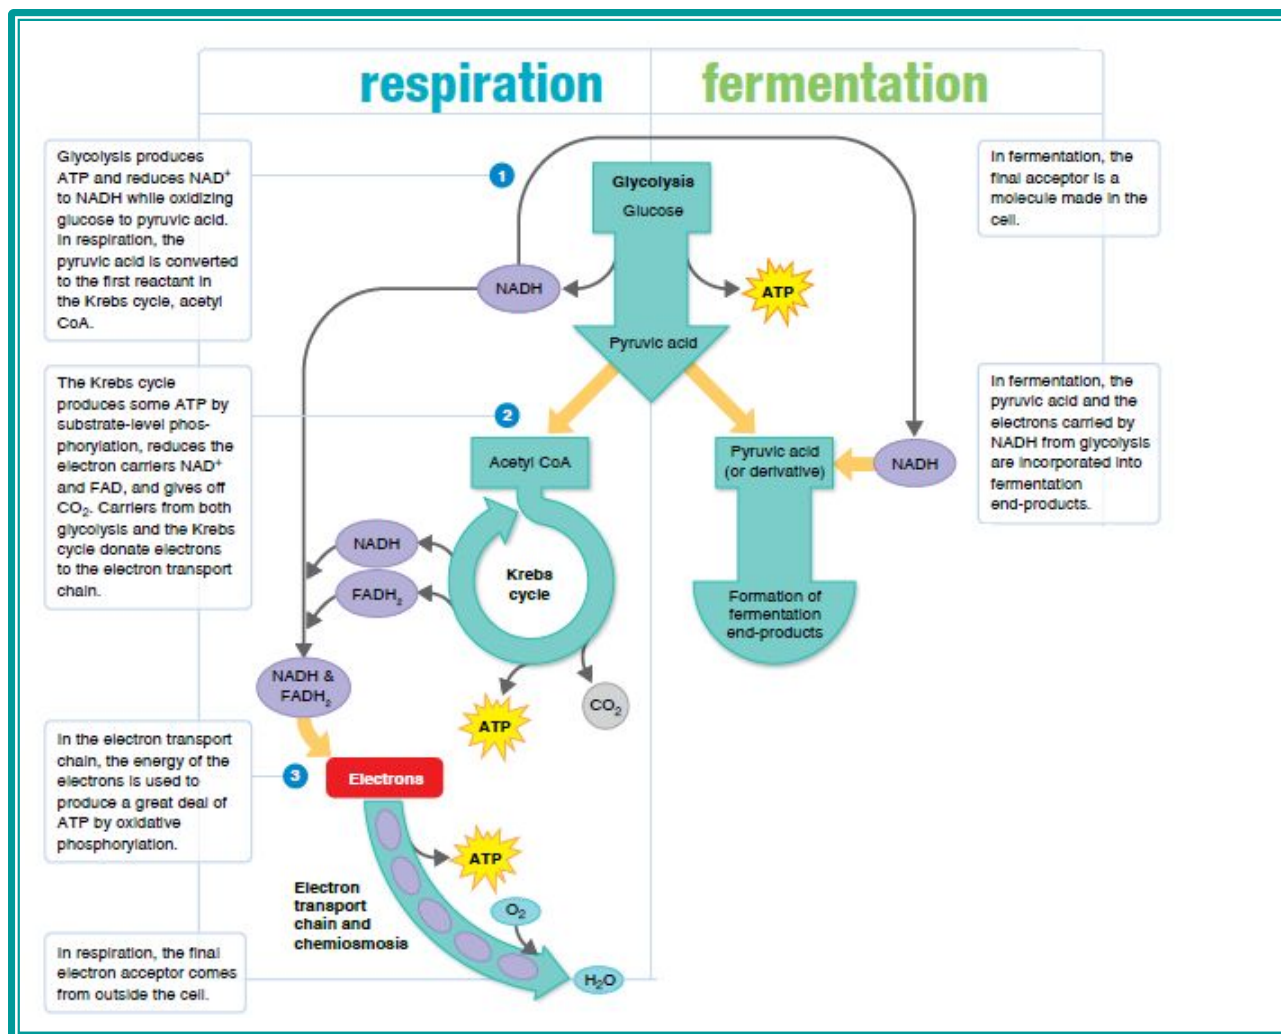 respiration
fermentation
Glycolysis produces
ATP and reduces NAD⁺
to NADH while oxidizing
glucose to pyruvic acid.
In respiration, the
pyruvic acid is converted
to the first reactant in
the Krebs cycle, acetyl
CoA.
1
Glycolysis
Glucose
In fermentation, the
final acceptor is a
molecule made in the
cell.
NADH
ATP
Pyruvic acid
The Krebs cycle
produces some ATP by
substrate-level phos-
phorylation, reduces the
electron carriers NAD⁺
and FAD, and gives off
CO₂. Carriers from both
glycolysis and the Krebs
cycle donate electrons
to the electron transport
chain.
2
Acetyl CoA
Pyruvic acid
(or derivative)
NADH
In fermentation, the
pyruvic acid and the
electrons carried by
NADH from glycolysis
are incorporated into
fermentation
end-products.
NADH
FADH₂
Krebs
cycle
Formation of
fermentation
end-products
NADH &
FADH₂
ATP
CO₂
In the electron transport
chain, the energy of the
electrons is used to
produce a great deal of
ATP by oxidative
phosphorylation.
3
Electrons
ATP
Electron
transport
chain and
chemiosmosis
O₂
H₂O
In respiration, the final
electron acceptor comes
from outside the cell.